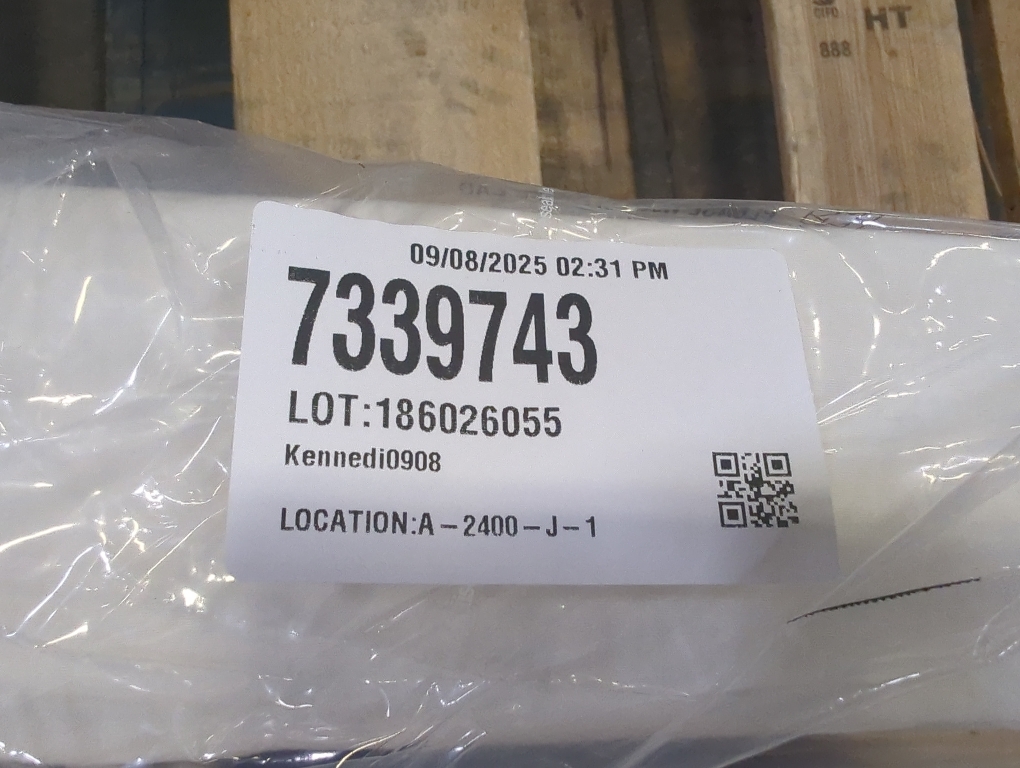 HT
888
09/08/2025 02:31 PM
7339743
LOT:186026055
Kennedi0908
LOCATION:A-2400-J-1